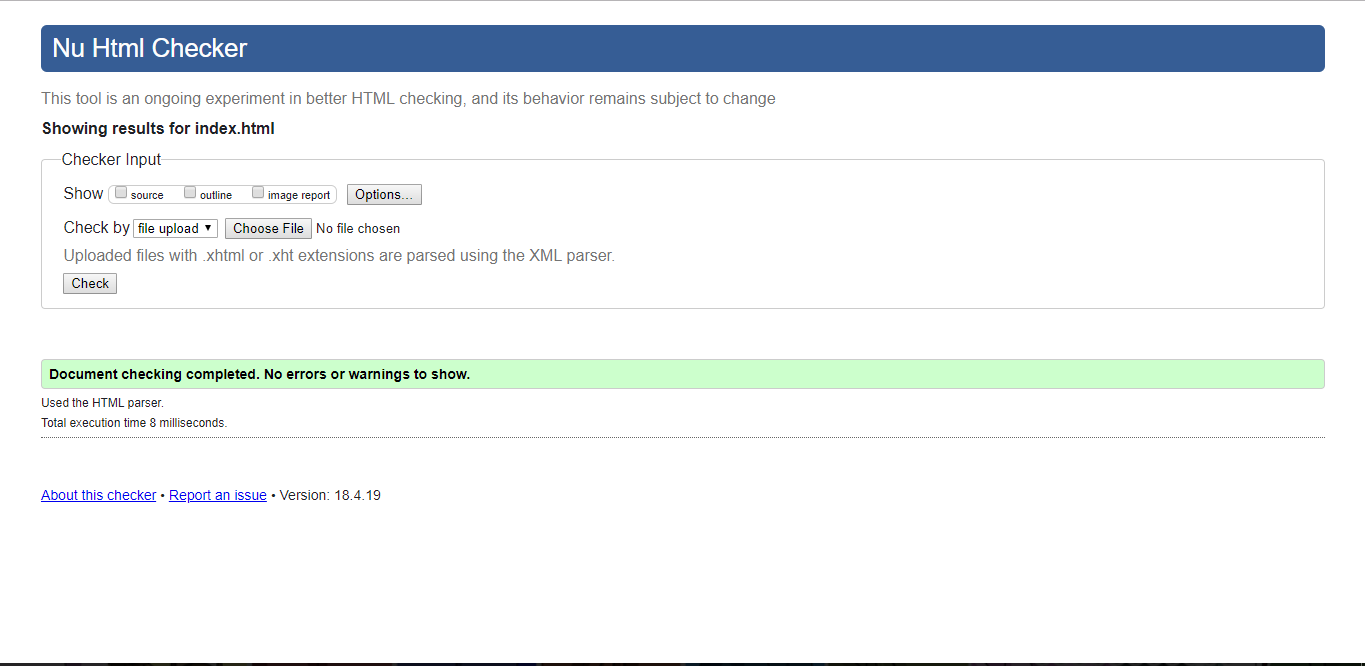 Nu Html Checker
This tool is an ongoing experiment in better HTML checking, and its behavior remains subject to change
Showing results for index.html
Checker Input
Show source outline image report Options...
Check by file upload ▼ Choose File No file chosen
Uploaded files with .xhtml or .xht extensions are parsed using the XML parser.
Check
Document checking completed. No errors or warnings to show.
Used the HTML parser.
Total execution time 8 milliseconds.
About this checker • Report an issue • Version: 18.4.19